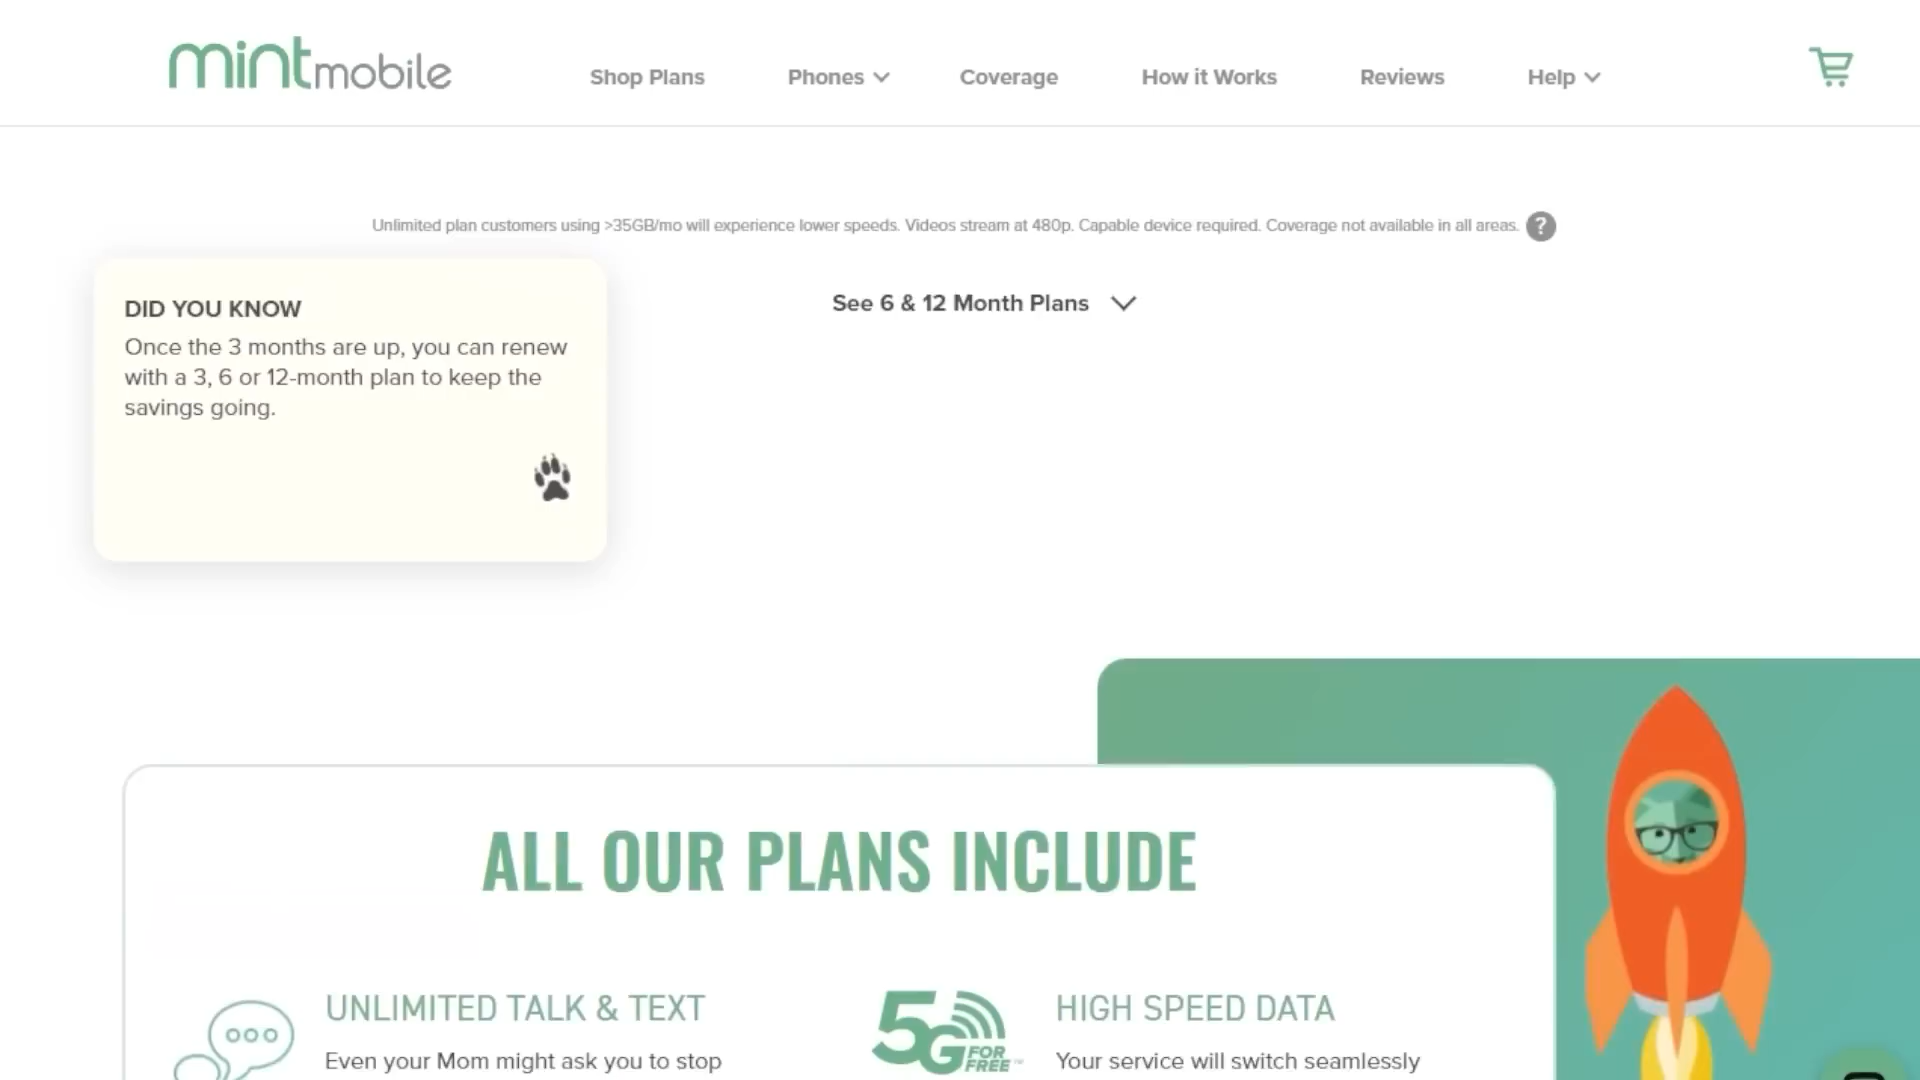 mintmobile
Shop Plans
Phones
Coverage
How it Works
Reviews
Help
Unlimited plan customers using >35GB/mo will experience lower speeds. Videos stream at 480p. Capable device required. Coverage not available in all areas. ?
DID YOU KNOW
Once the 3 months are up, you can renew
with a 3, 6 or 12-month plan to keep the
savings going.
See 6 & 12 Month Plans
ALL OUR PLANS INCLUDE
UNLIMITED TALK & TEXT
Even your Mom might ask you to stop
5G FOR FREE™
HIGH SPEED DATA
Your service will switch seamlessly